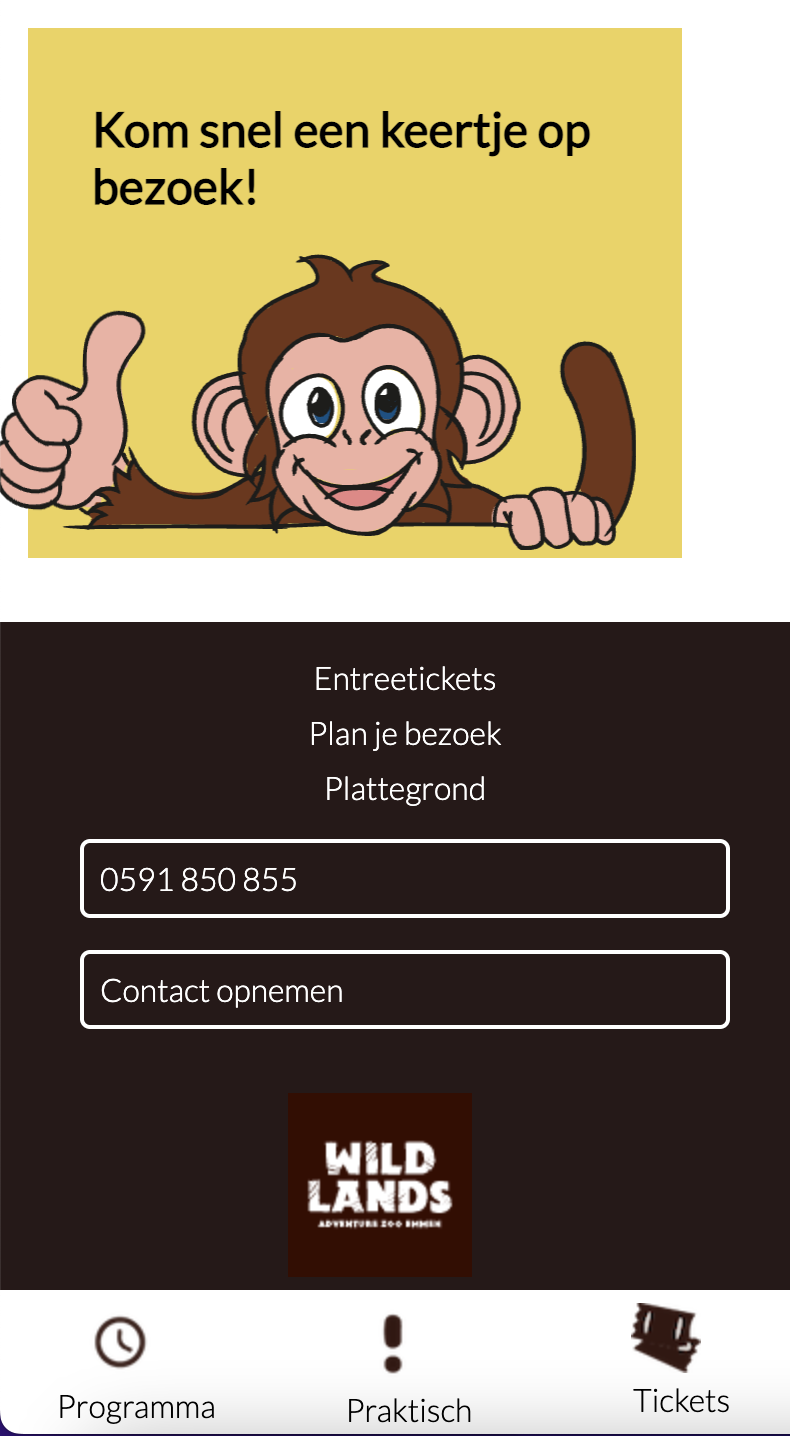 Kom snel een keertje op
bezoek!
Entreetickets
Plan je bezoek
Plattegrond
0591 850 855
Contact opnemen
WILD
LANDS
ADVENTURE ZOO EMMEN
Programma
Praktisch
Tickets